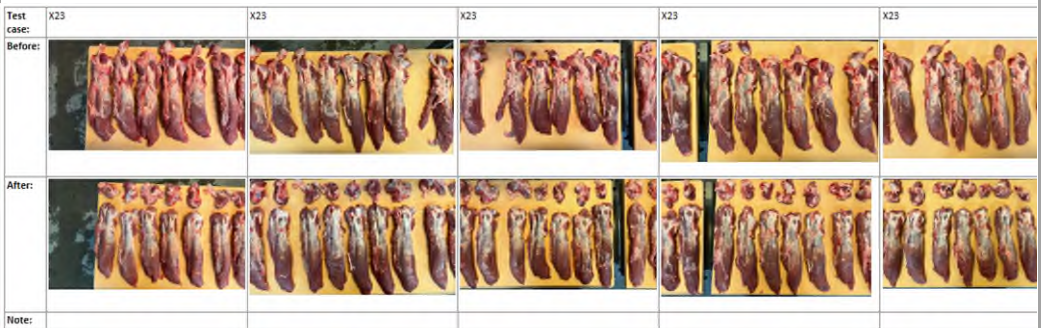 Test case: X23 X23 X23 X23 X23
Before:
After:
Note: